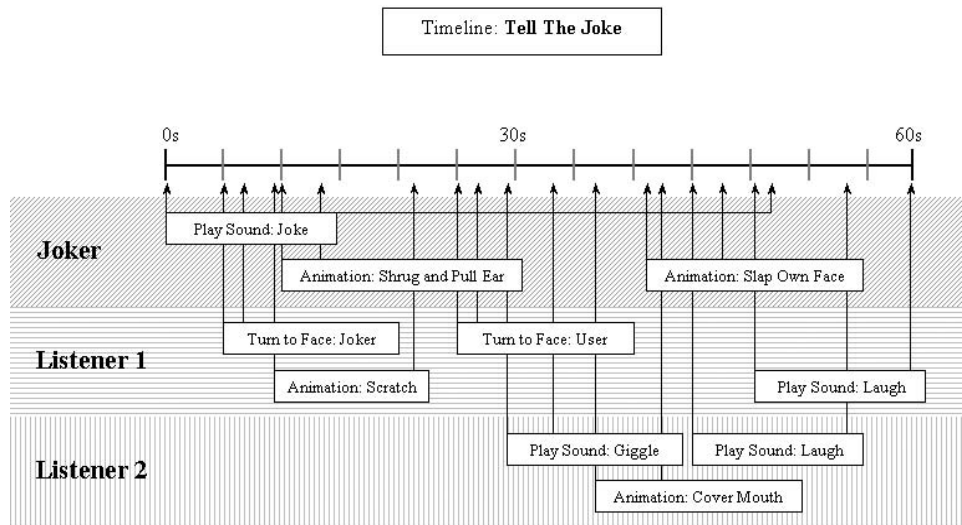 Timeline: Tell The Joke
0s 30s 60s
Joker
Play Sound: Joke
Animation: Shrug and Pull Ear
Animation: Slap Own Face
Listener 1
Turn to Face: Joker
Turn to Face: User
Animation: Scratch
Play Sound: Laugh
Listener 2
Play Sound: Giggle
Play Sound: Laugh
Animation: Cover Mouth